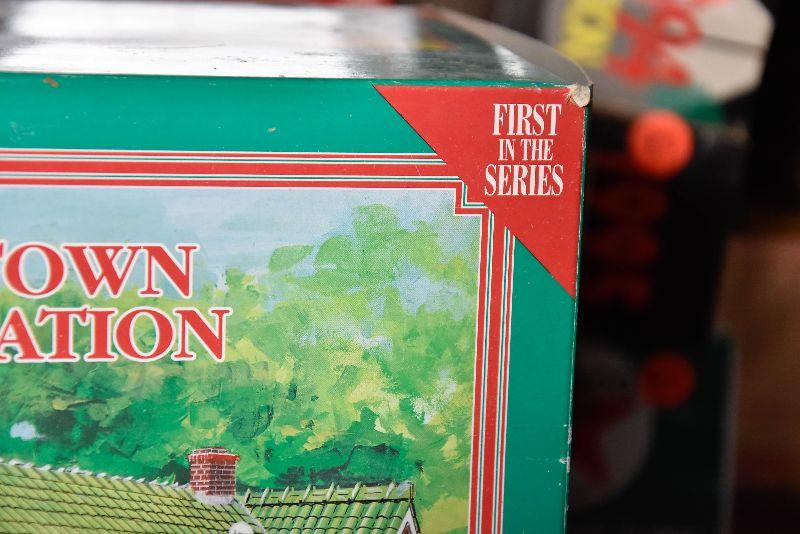 FIRST
IN THE
SERIES
TOWN
ATION